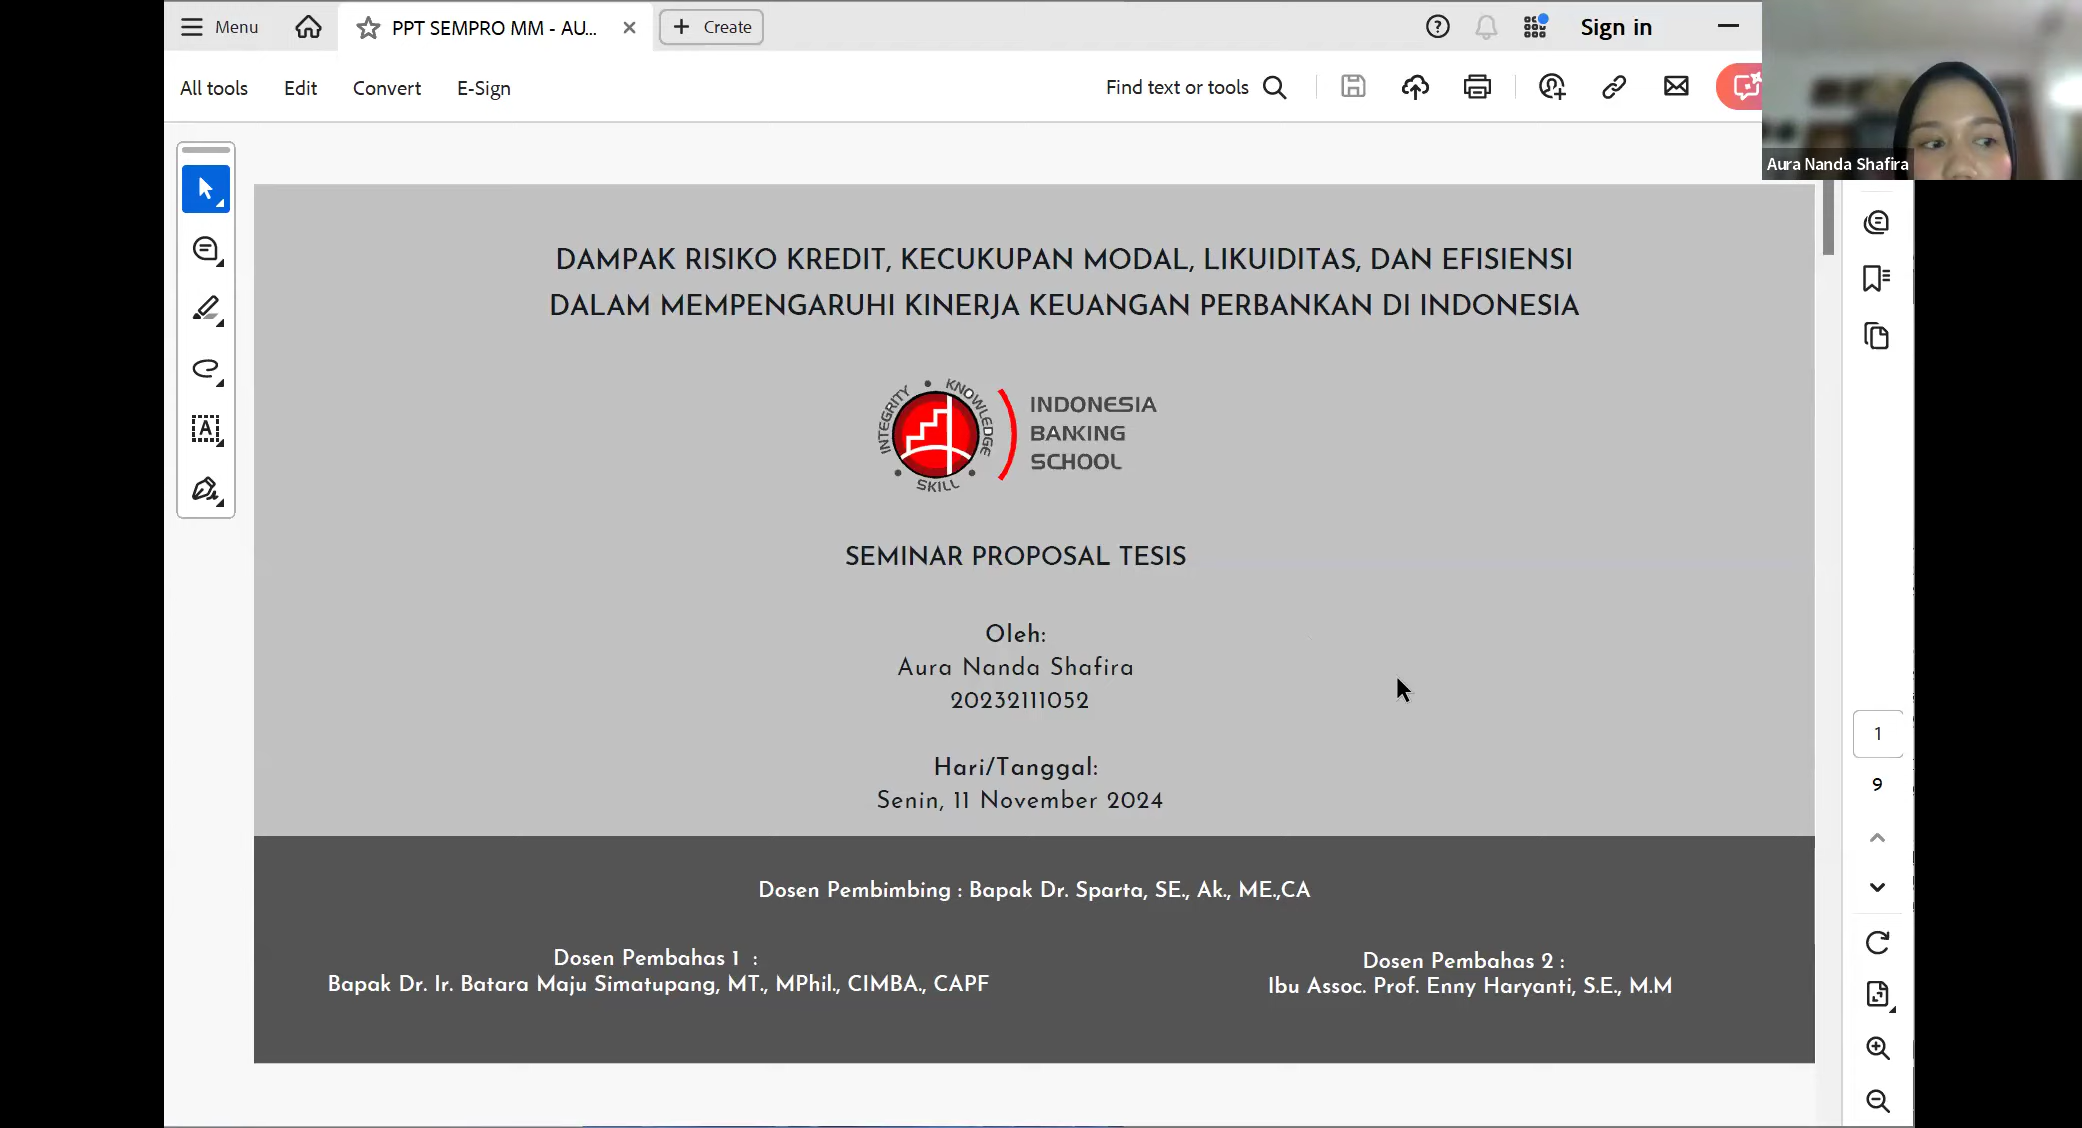 Menu
PPT SEMPRO MM - AU...
Create
Sign in
All tools
Edit
Convert
E-Sign
Find text or tools
Aura Nanda Shafira
DAMPAK RISIKO KREDIT, KECUKUPAN MODAL, LIKUIDITAS, DAN EFISIENSI
DALAM MEMPENGARUHI KINERJA KEUANGAN PERBANKAN DI INDONESIA
INTEGRITY
KNOWLEDGE
SKILL
INDONESIA
BANKING
SCHOOL
SEMINAR PROPOSAL TESIS
Oleh:
Aura Nanda Shafira
20232111052
Hari/Tanggal:
Senin, 11 November 2024
Dosen Pembimbing : Bapak Dr. Sparta, SE., Ak., ME.,CA
Dosen Pembahas 1 :
Bapak Dr. Ir. Batara Maju Simatupang, MT., MPhil., CIMBA., CAPF
Dosen Pembahas 2 :
Ibu Assoc. Prof. Enny Haryanti, S.E., M.M
1
9